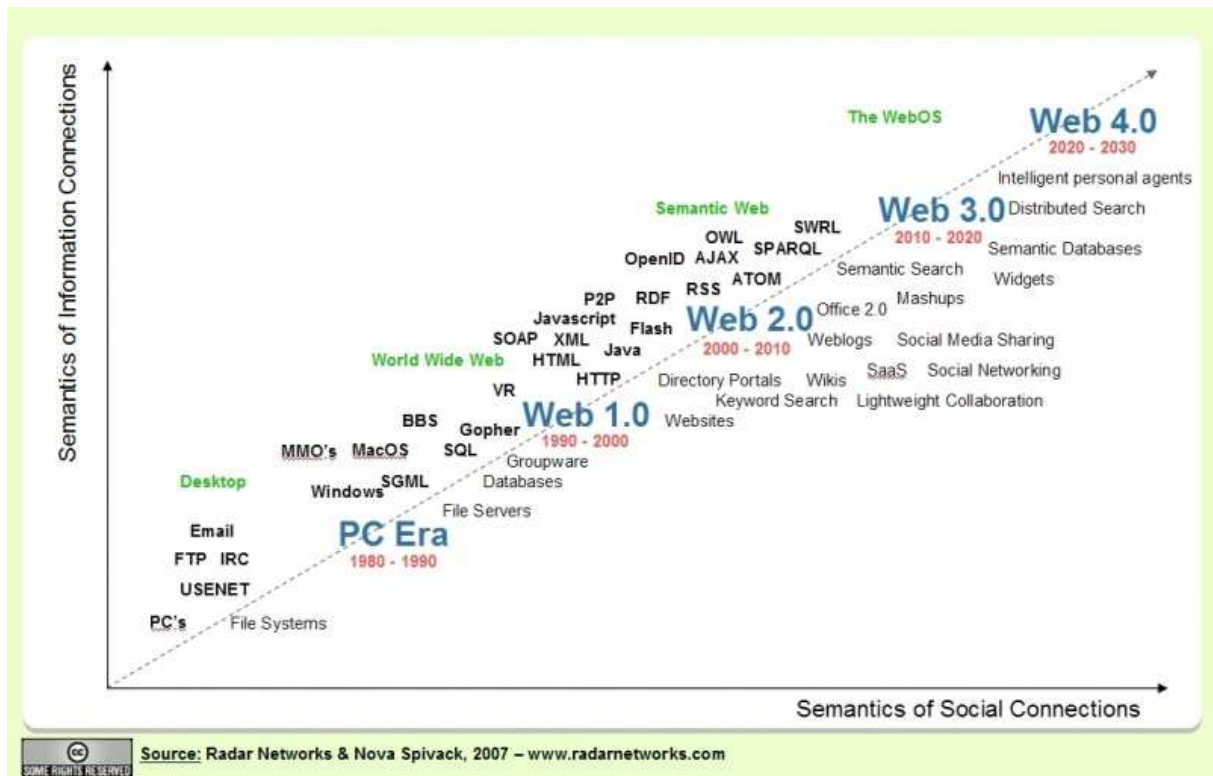 Semantics of Information Connections
The WebOS
Web 4.0
2020 - 2030
Intelligent personal agents
Semantic Web
Web 3.0
Distributed Search
2010 - 2020
SWRL
OWL
SPARQL
Semantic Databases
OpenID
AJAX
Semantic Search
Widgets
ATOM
RSS
P2P
RDF
Mashups
Office 2.0
Javascript
Flash
Web 2.0
2000 - 2010
SOAP
XML
Weblogs
Social Media Sharing
Java
World Wide Web
HTML
SaaS
Social Networking
HTTP
Directory Portals
Wikis
VR
Keyword Search
Lightweight Collaboration
Web 1.0
1990 - 2000
Websites
BBS
Gopher
MMO's
MacOS
SQL
Groupware
Desktop
SGML
Databases
Windows
File Servers
Email
PC Era
1980 - 1990
FTP
IRC
USENET
PC's
File Systems
Semantics of Social Connections
cc
SOME RIGHTS RESERVED
Source: Radar Networks & Nova Spivack, 2007 – www.radarnetworks.com